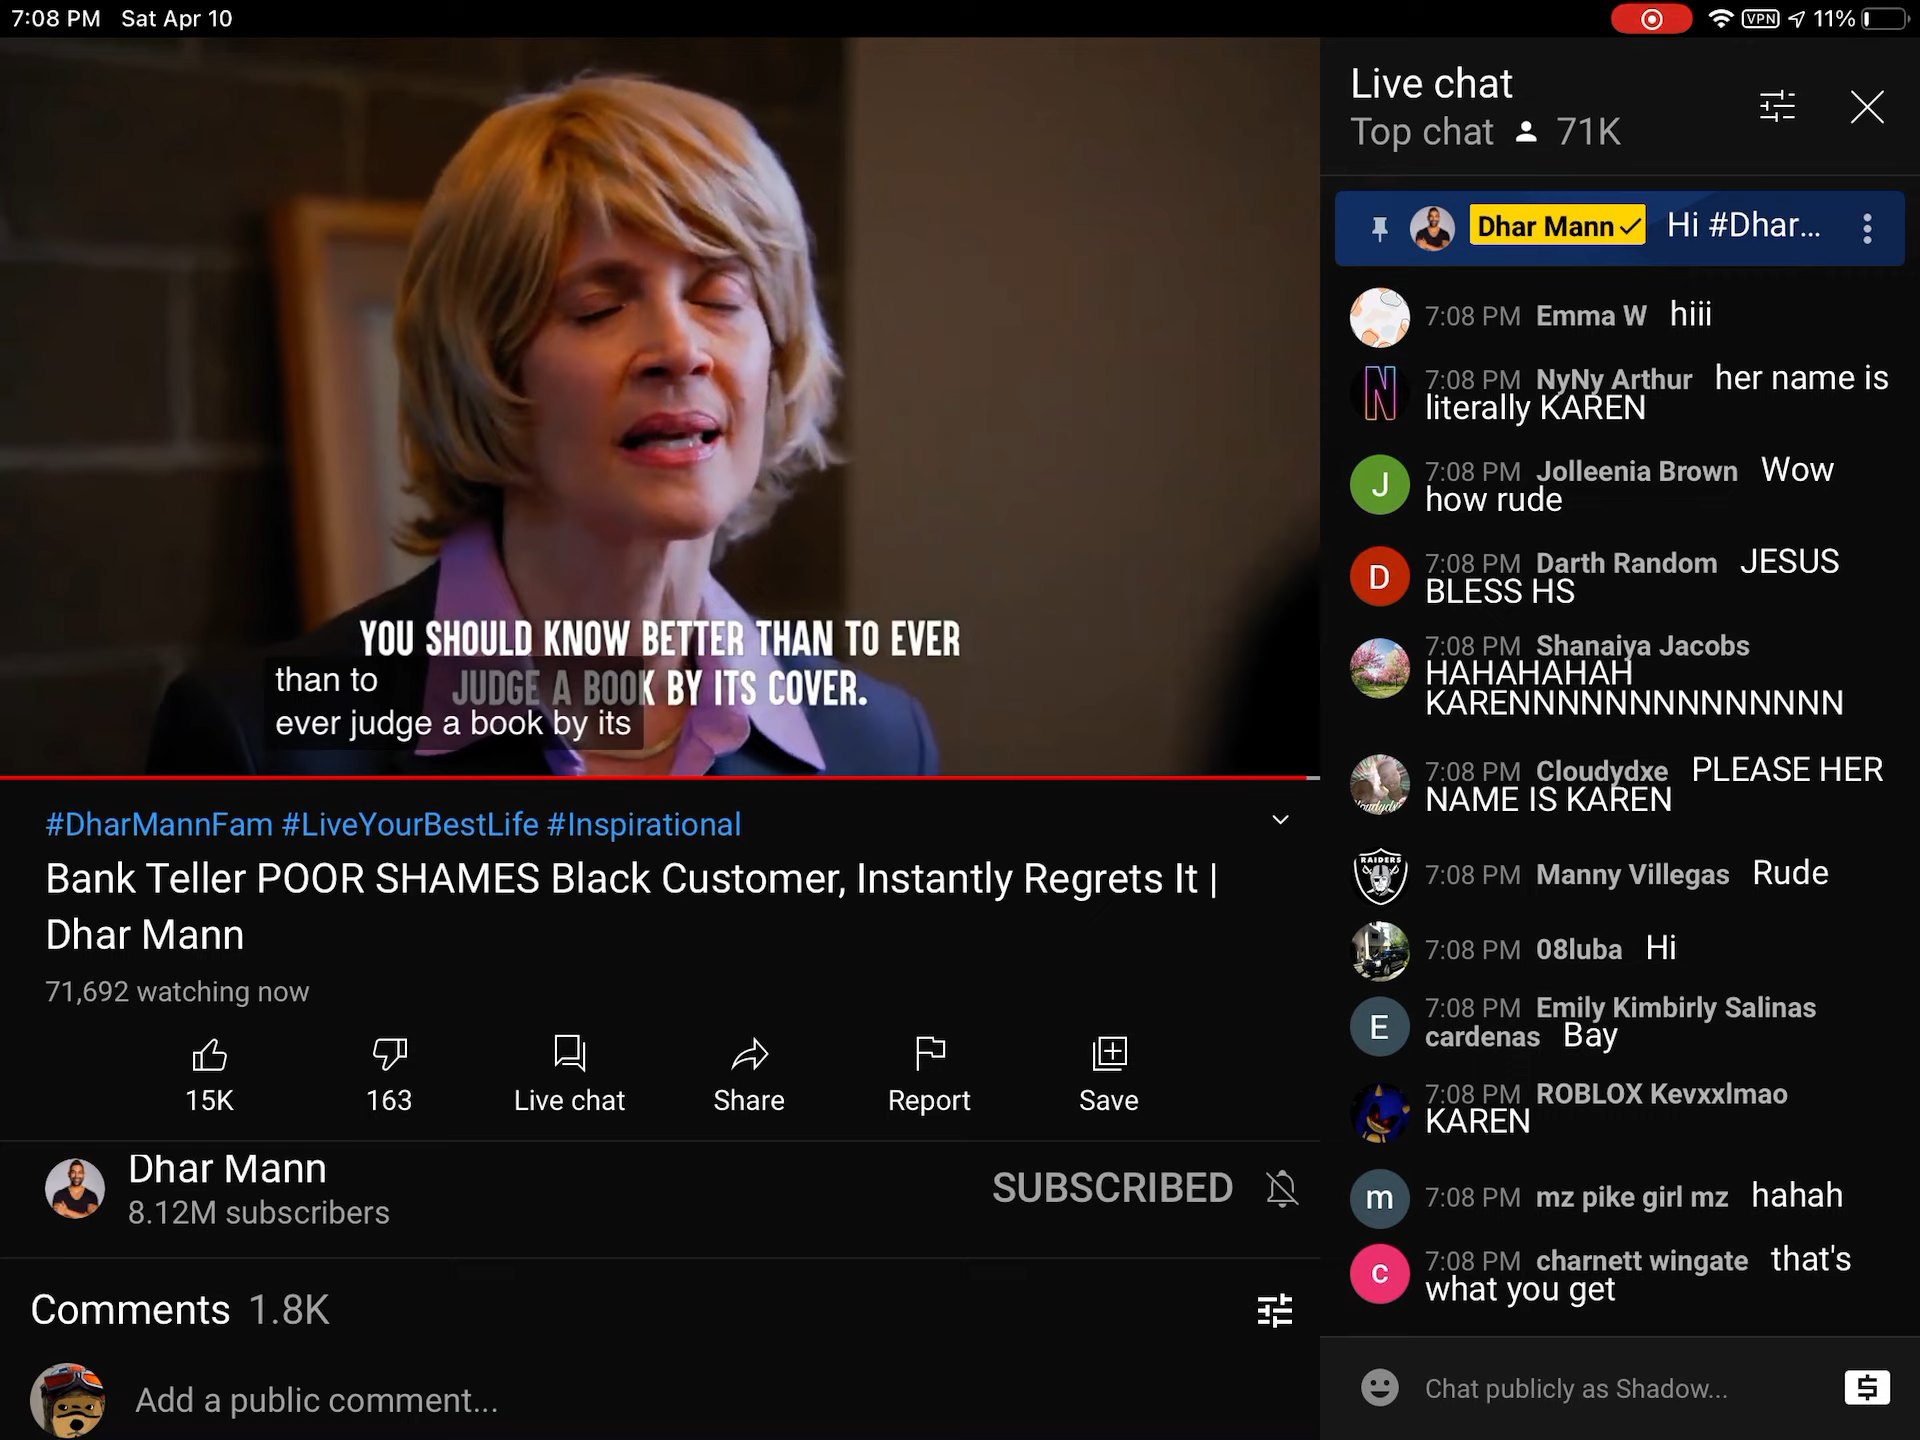 7:08 PM Sat Apr 10
VPN 11%
YOU SHOULD KNOW BETTER THAN TO EVER
JUDGE A BOOK BY ITS COVER.
than to
ever judge a book by its
#DharMannFam #LiveYourBestLife #Inspirational
Bank Teller POOR SHAMES Black Customer, Instantly Regrets It |
Dhar Mann
71,692 watching now
15K
163
Live chat
Share
Report
Save
Dhar Mann
8.12M subscribers
SUBSCRIBED
Comments 1.8K
Add a public comment...
Live chat
Top chat 71K
Dhar Mann Hi #Dhar...
7:08 PM Emma W hiii
N
7:08 PM NyNy Arthur her name is
literally KAREN
J
7:08 PM Jolleenia Brown Wow
how rude
D
7:08 PM Darth Random JESUS
BLESS HS
7:08 PM Shanaiya Jacobs
HAHAHAHAH
KARENNNNNNNNNNNNNN
7:08 PM Cloudydxe PLEASE HER
NAME IS KAREN
RAIDERS
7:08 PM Manny Villegas Rude
7:08 PM 08luba Hi
E
7:08 PM Emily Kimbirly Salinas
cardenas Bay
7:08 PM ROBLOX Kevxxlmao
KAREN
m
7:08 PM mz pike girl mz hahah
c
7:08 PM charnett wingate that's
what you get
Chat publicly as Shadow...